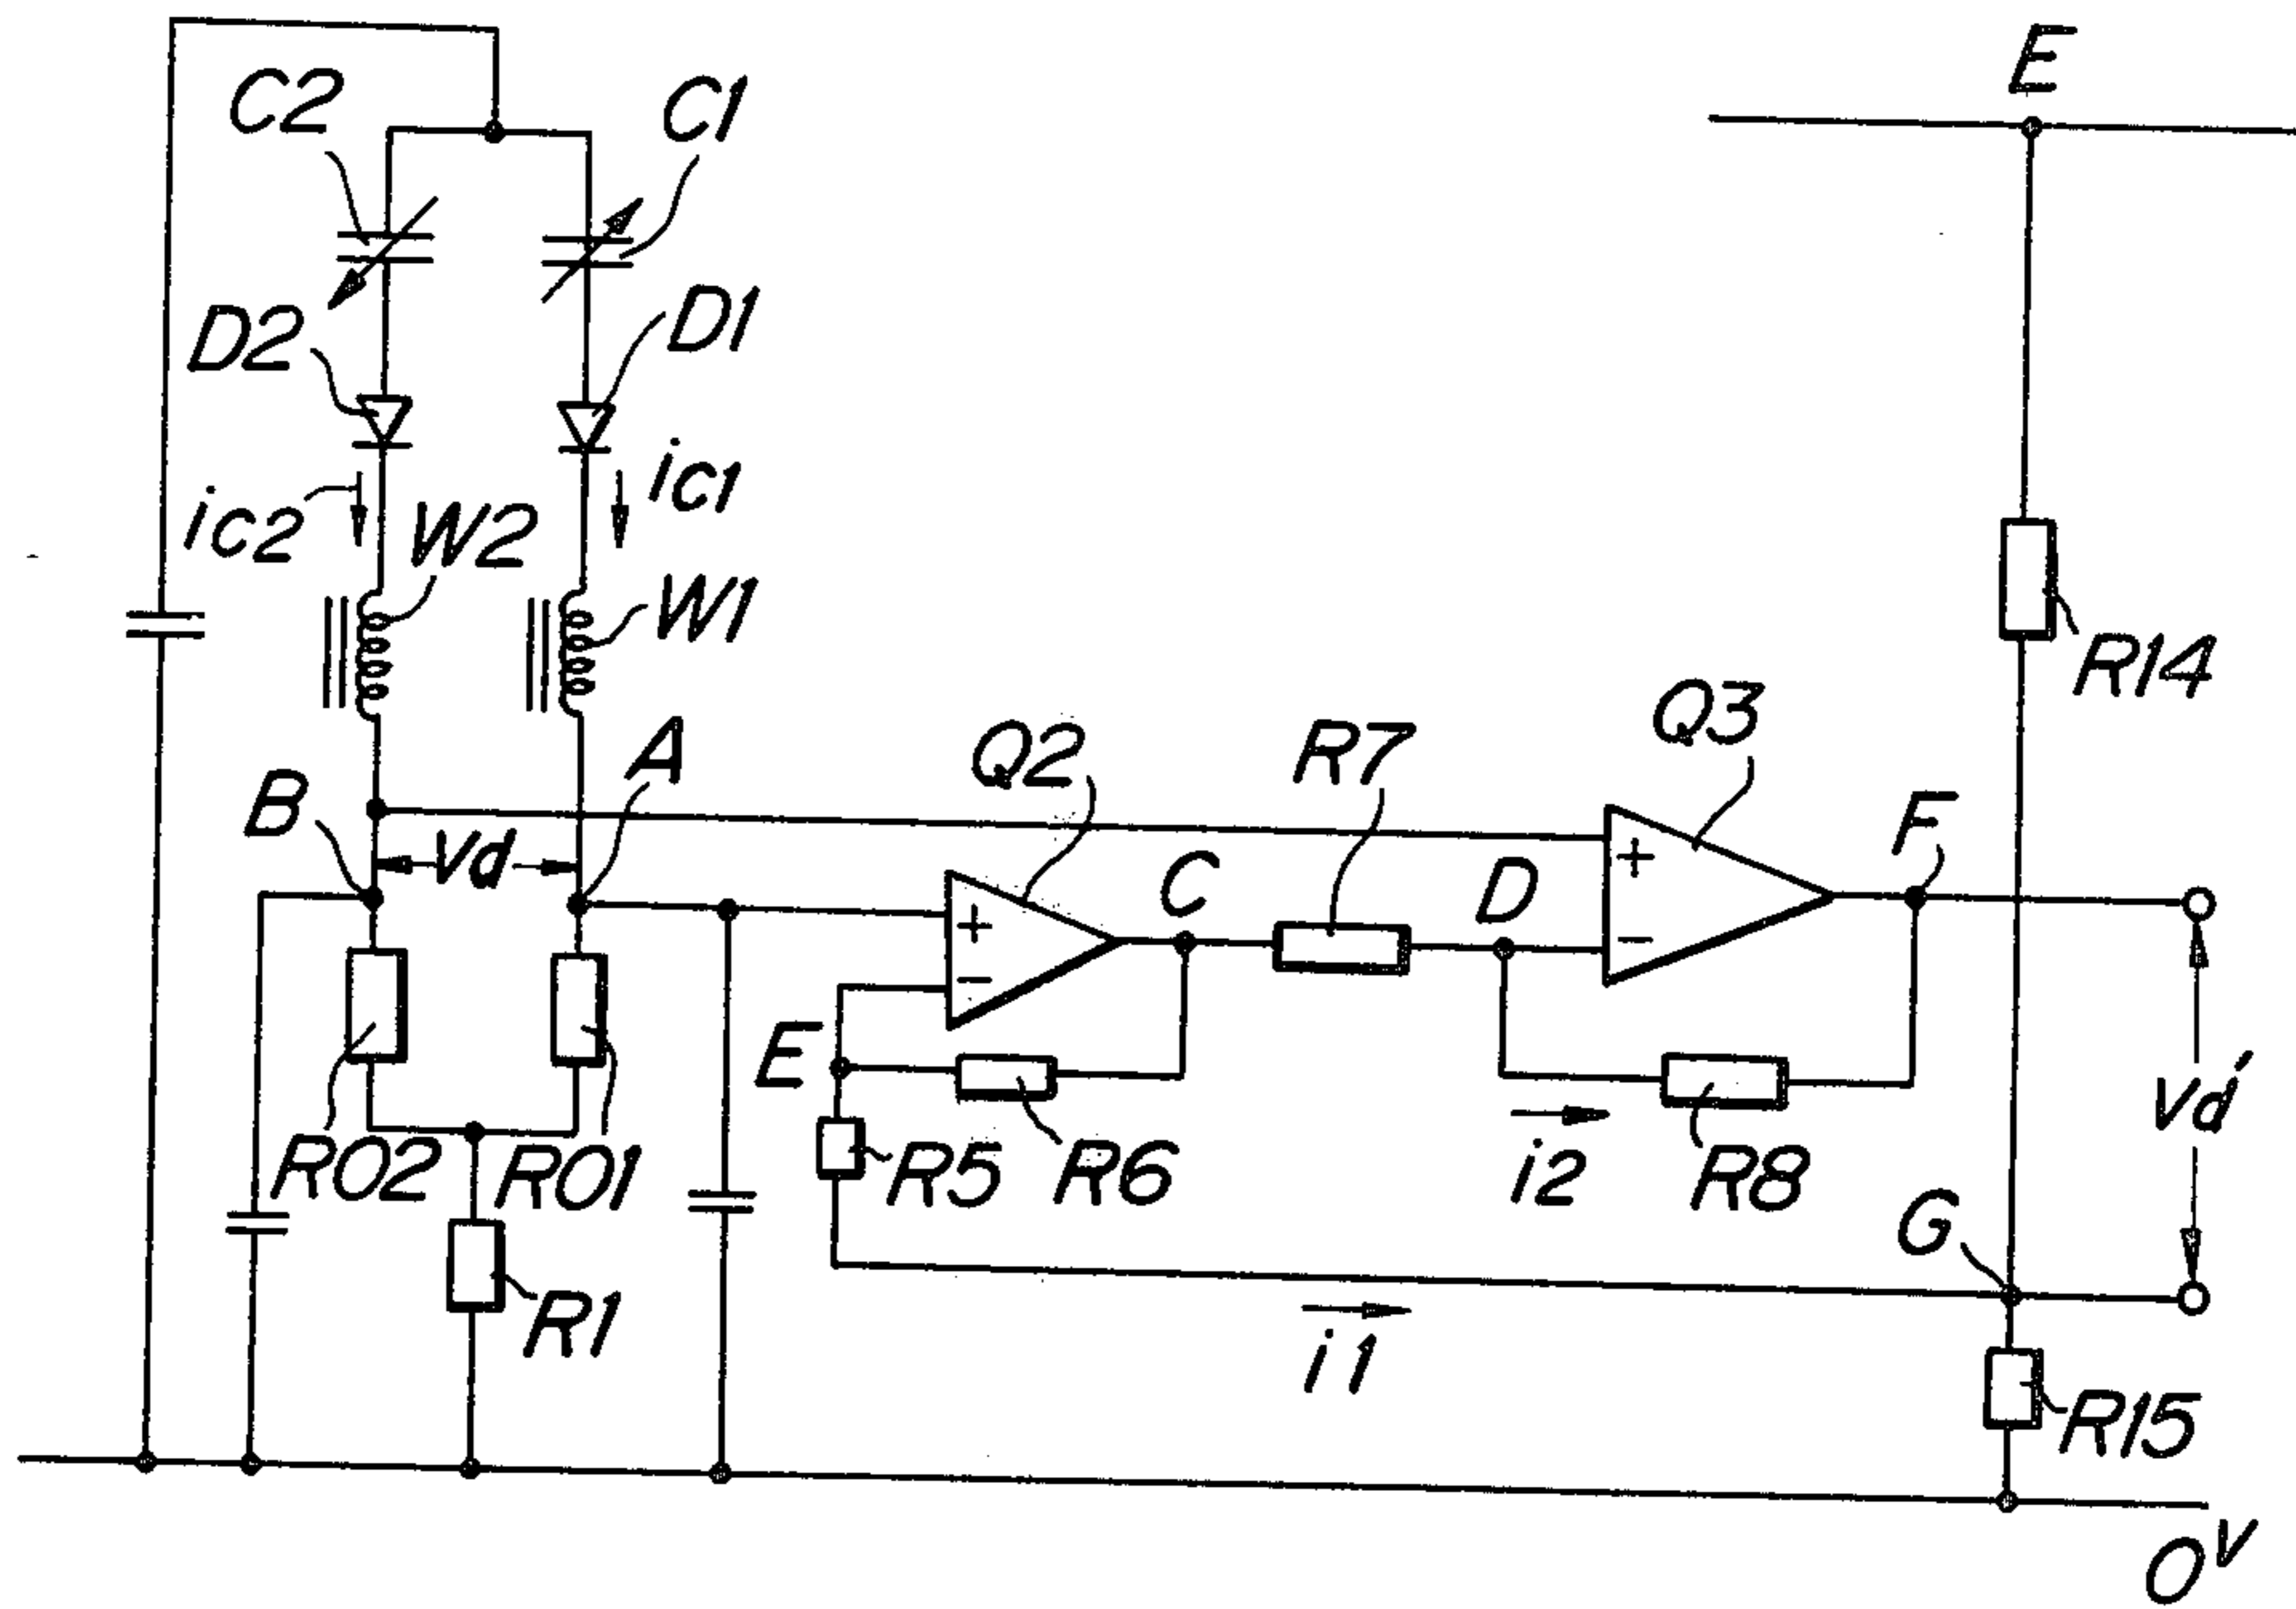 E
C2
C1
D2
D1
ic2
ic1
W2
W1
R14
A
Q2
R7
Q3
B
Vd
C
D
F
+
-
+
-
E
Vd'
R02
R01
R5
R6
i2
R8
G
R1
i1
R15
0V